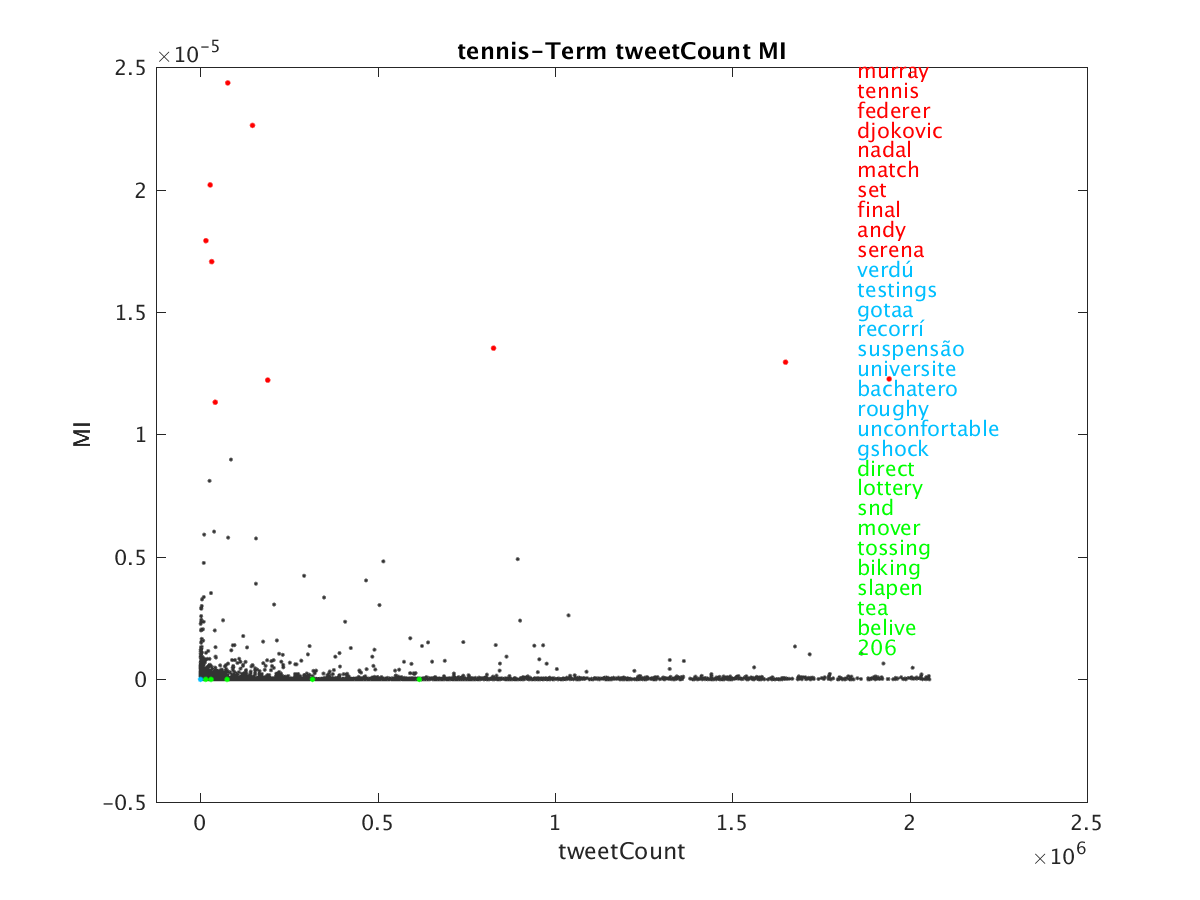 tennis-Term tweetCount MI
×10⁻⁵
2.5
2
1.5
1
0.5
0
-0.5
MI
0
0.5
1
1.5
2
2.5
×10⁶
tweetCount
murray
tennis
federer
djokovic
nadal
match
set
final
andy
serena
verdú
testings
gotaa
recorrí
suspensão
universite
bachatero
roughy
unconfortable
gshock
direct
lottery
snd
mover
tossing
biking
slapen
tea
belive
206